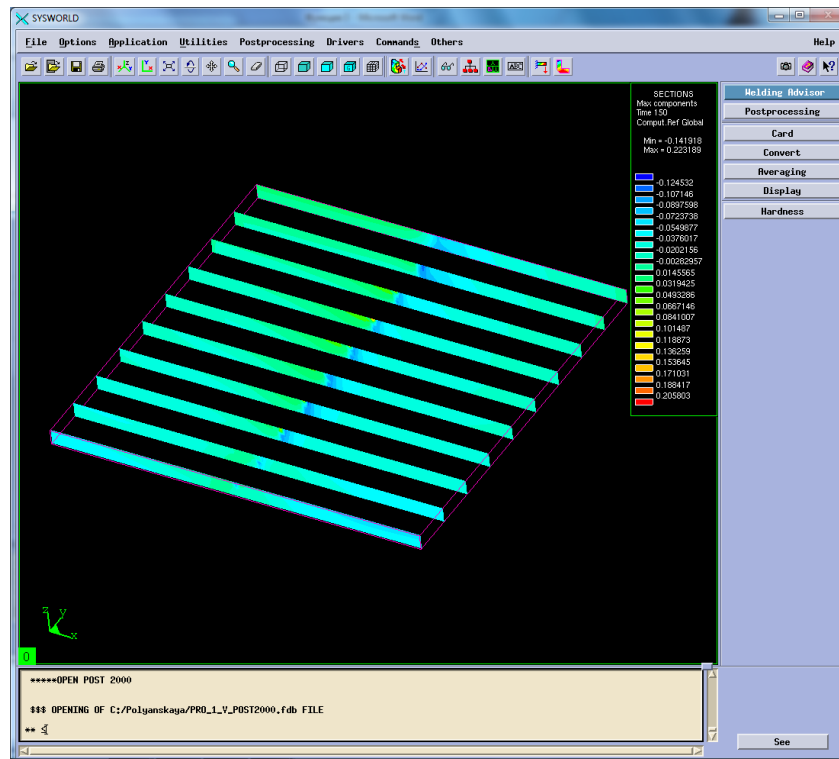 SYSWORLD
File Options Application Utilities Postprocessing Drivers Commands Others Help
SECTIONS
Max components
Time 150
Comput.Ref Global
Min = -0.141918
Max = 0.223189
-0.124532
-0.107146
-0.0897598
-0.0723738
-0.0549877
-0.0376017
-0.0202156
-0.00282957
0.0145565
0.0319425
0.0493286
0.0667146
0.0841007
0.101487
0.118873
0.136259
0.153645
0.171031
0.188417
0.205803
Welding Advisor
Postprocessing
Card
Convert
Averaging
Display
Hardness
z
y
x
0
*****OPEN POST 2000
$$$ OPENING OF C:/Polyanskaya/PRO_1_V_POST2000.fdb FILE
**
See